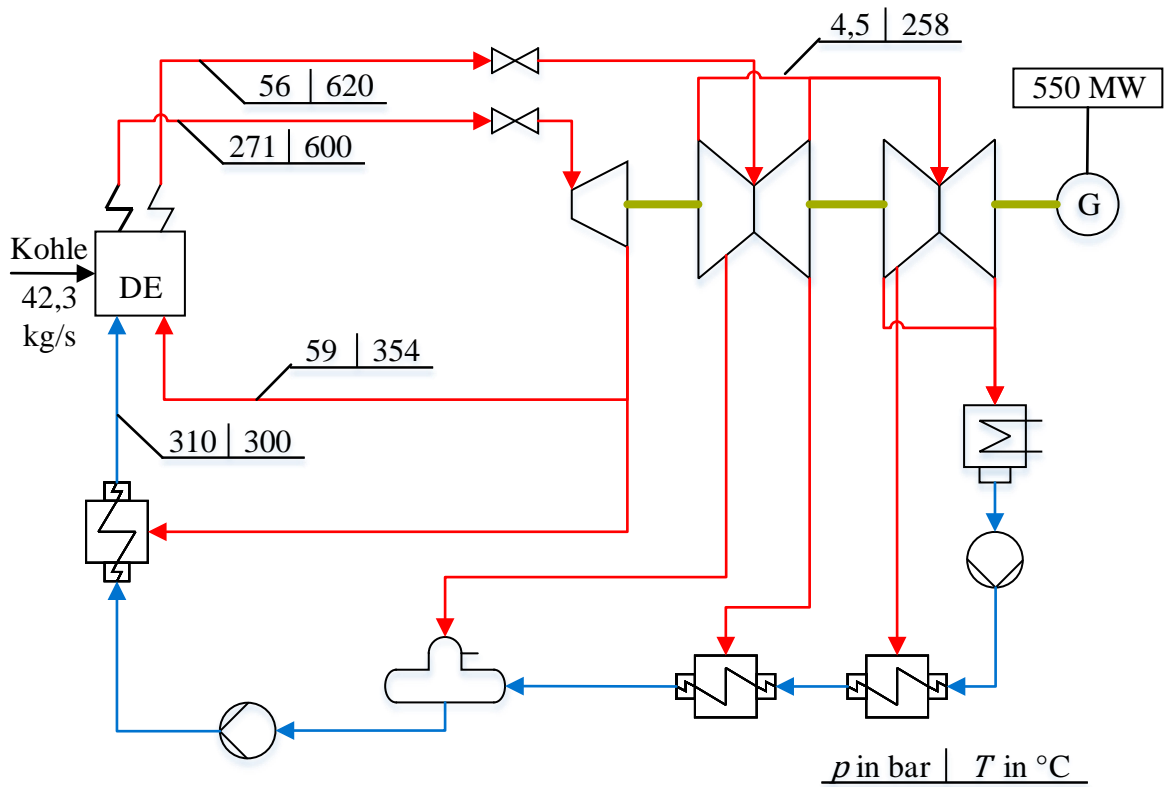 4,5 | 258
56 | 620
550 MW
271 | 600
G
Kohle
DE
42,3
kg/s
59 | 354
310 | 300
p in bar | T in °C